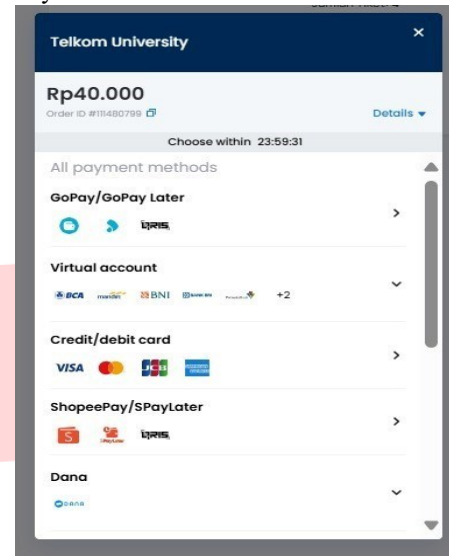 Telkom University
×
Rp40.000
Order ID #111480799
Details
Choose within 23:59:31
All payment methods
GoPay/GoPay Later
QRIS
Virtual account
BCA mandiri BNI +2
Credit/debit card
VISA JCB
ShopeePay/SPayLater
S SPayLater QRIS
Dana
DANA